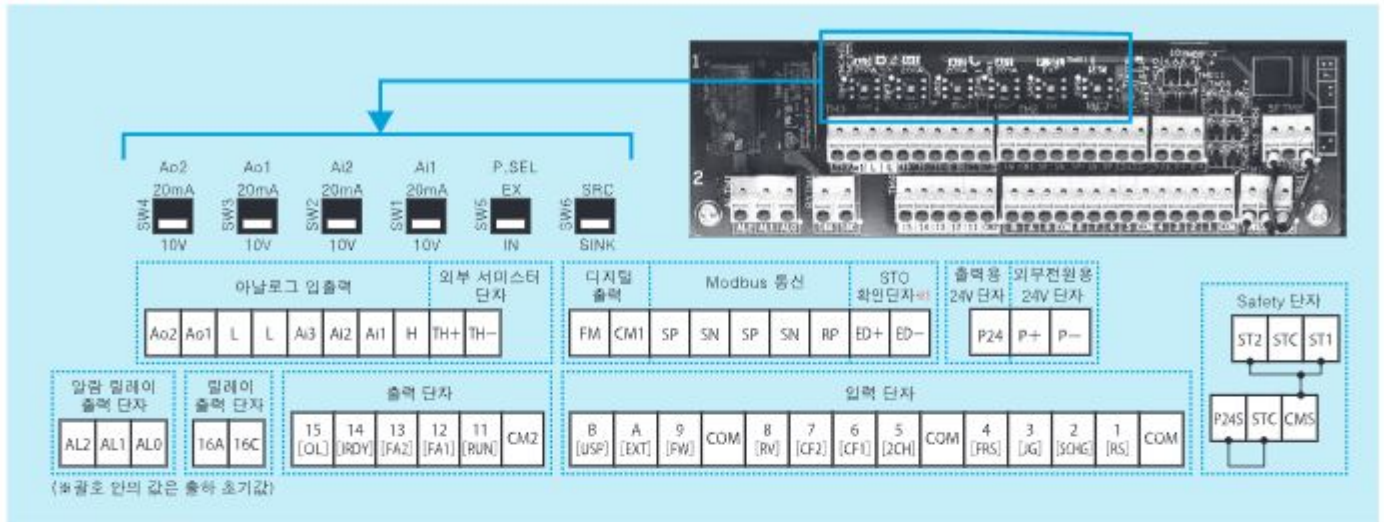 1
2
Ao2 Ao1 Ai2 Ai1 P.SEL
20mA 20mA 20mA 20mA EX SRC
SW4 SW3 SW2 SW1 SW5 SW6
10V 10V 10V 10V IN SINK
아날로그 입출력
외부 서미스터
단자
디지털
출력
Modbus 통신
STO
확인단자※1
출력용
24V 단자
외부전원용
24V 단자
Ao2 Ao1 L L Ai3 Ai2 Ai1 H TH+ TH−
FM CM1 SP SN SP SN RP ED+ ED−
P24 P+ P−
Safety 단자
ST2 STC ST1
P24S STC CMS
알람 릴레이
출력 단자
릴레이
출력 단자
출력 단자
입력 단자
AL2 AL1 AL0
16A 16C
15 14 13 12 11 CM2
[OL] [IRDY] [FA2] [FA1] [RUN]
B A 9 COM 8 7 6 5 COM 4 3 2 1 COM
[USP] [EXT] [FW] [RV] [CF2] [CF1] [2CH] [FRS] [JG] [SCHG] [RS]
(※괄호 안의 값은 출하 초기값)